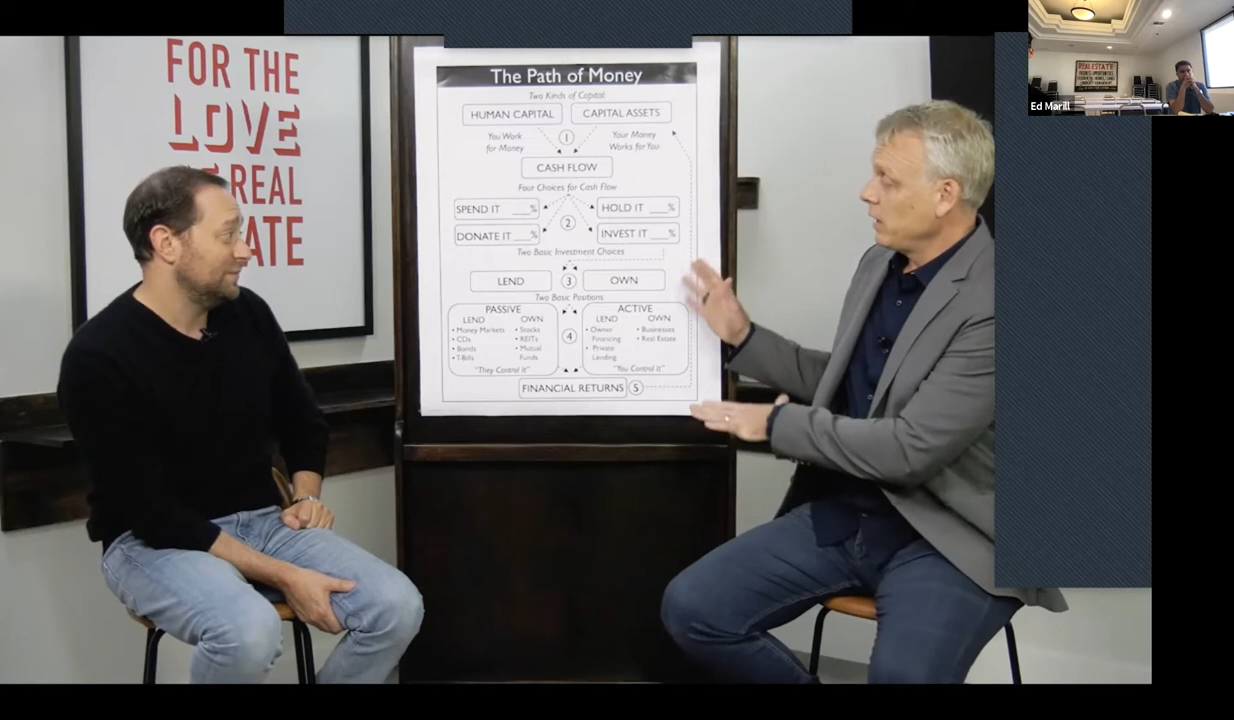 FOR THE
LOVE
REAL
ATE
The Path of Money
Two Kinds of Capital:
HUMAN CAPITAL
CAPITAL ASSETS
You Work
for Money
1
Your Money
Works for You
CASH FLOW
Four Choices for Cash Flow
SPEND IT ___%
HOLD IT ___%
2
DONATE IT ___%
INVEST IT ___%
Two Basic Investment Choices
LEND
3
OWN
Two Basic Positions
PASSIVE
LEND
• Money Markets
• CDs
• Bonds
• T-Bills
OWN
• Stocks
• REITs
• Mutual
Funds
"They Control It"
4
ACTIVE
LEND
• Owner
Financing
• Private
Lending
OWN
• Businesses
• Real Estate
"You Control It"
FINANCIAL RETURNS 5
REAL ESTATE
Ed Marill